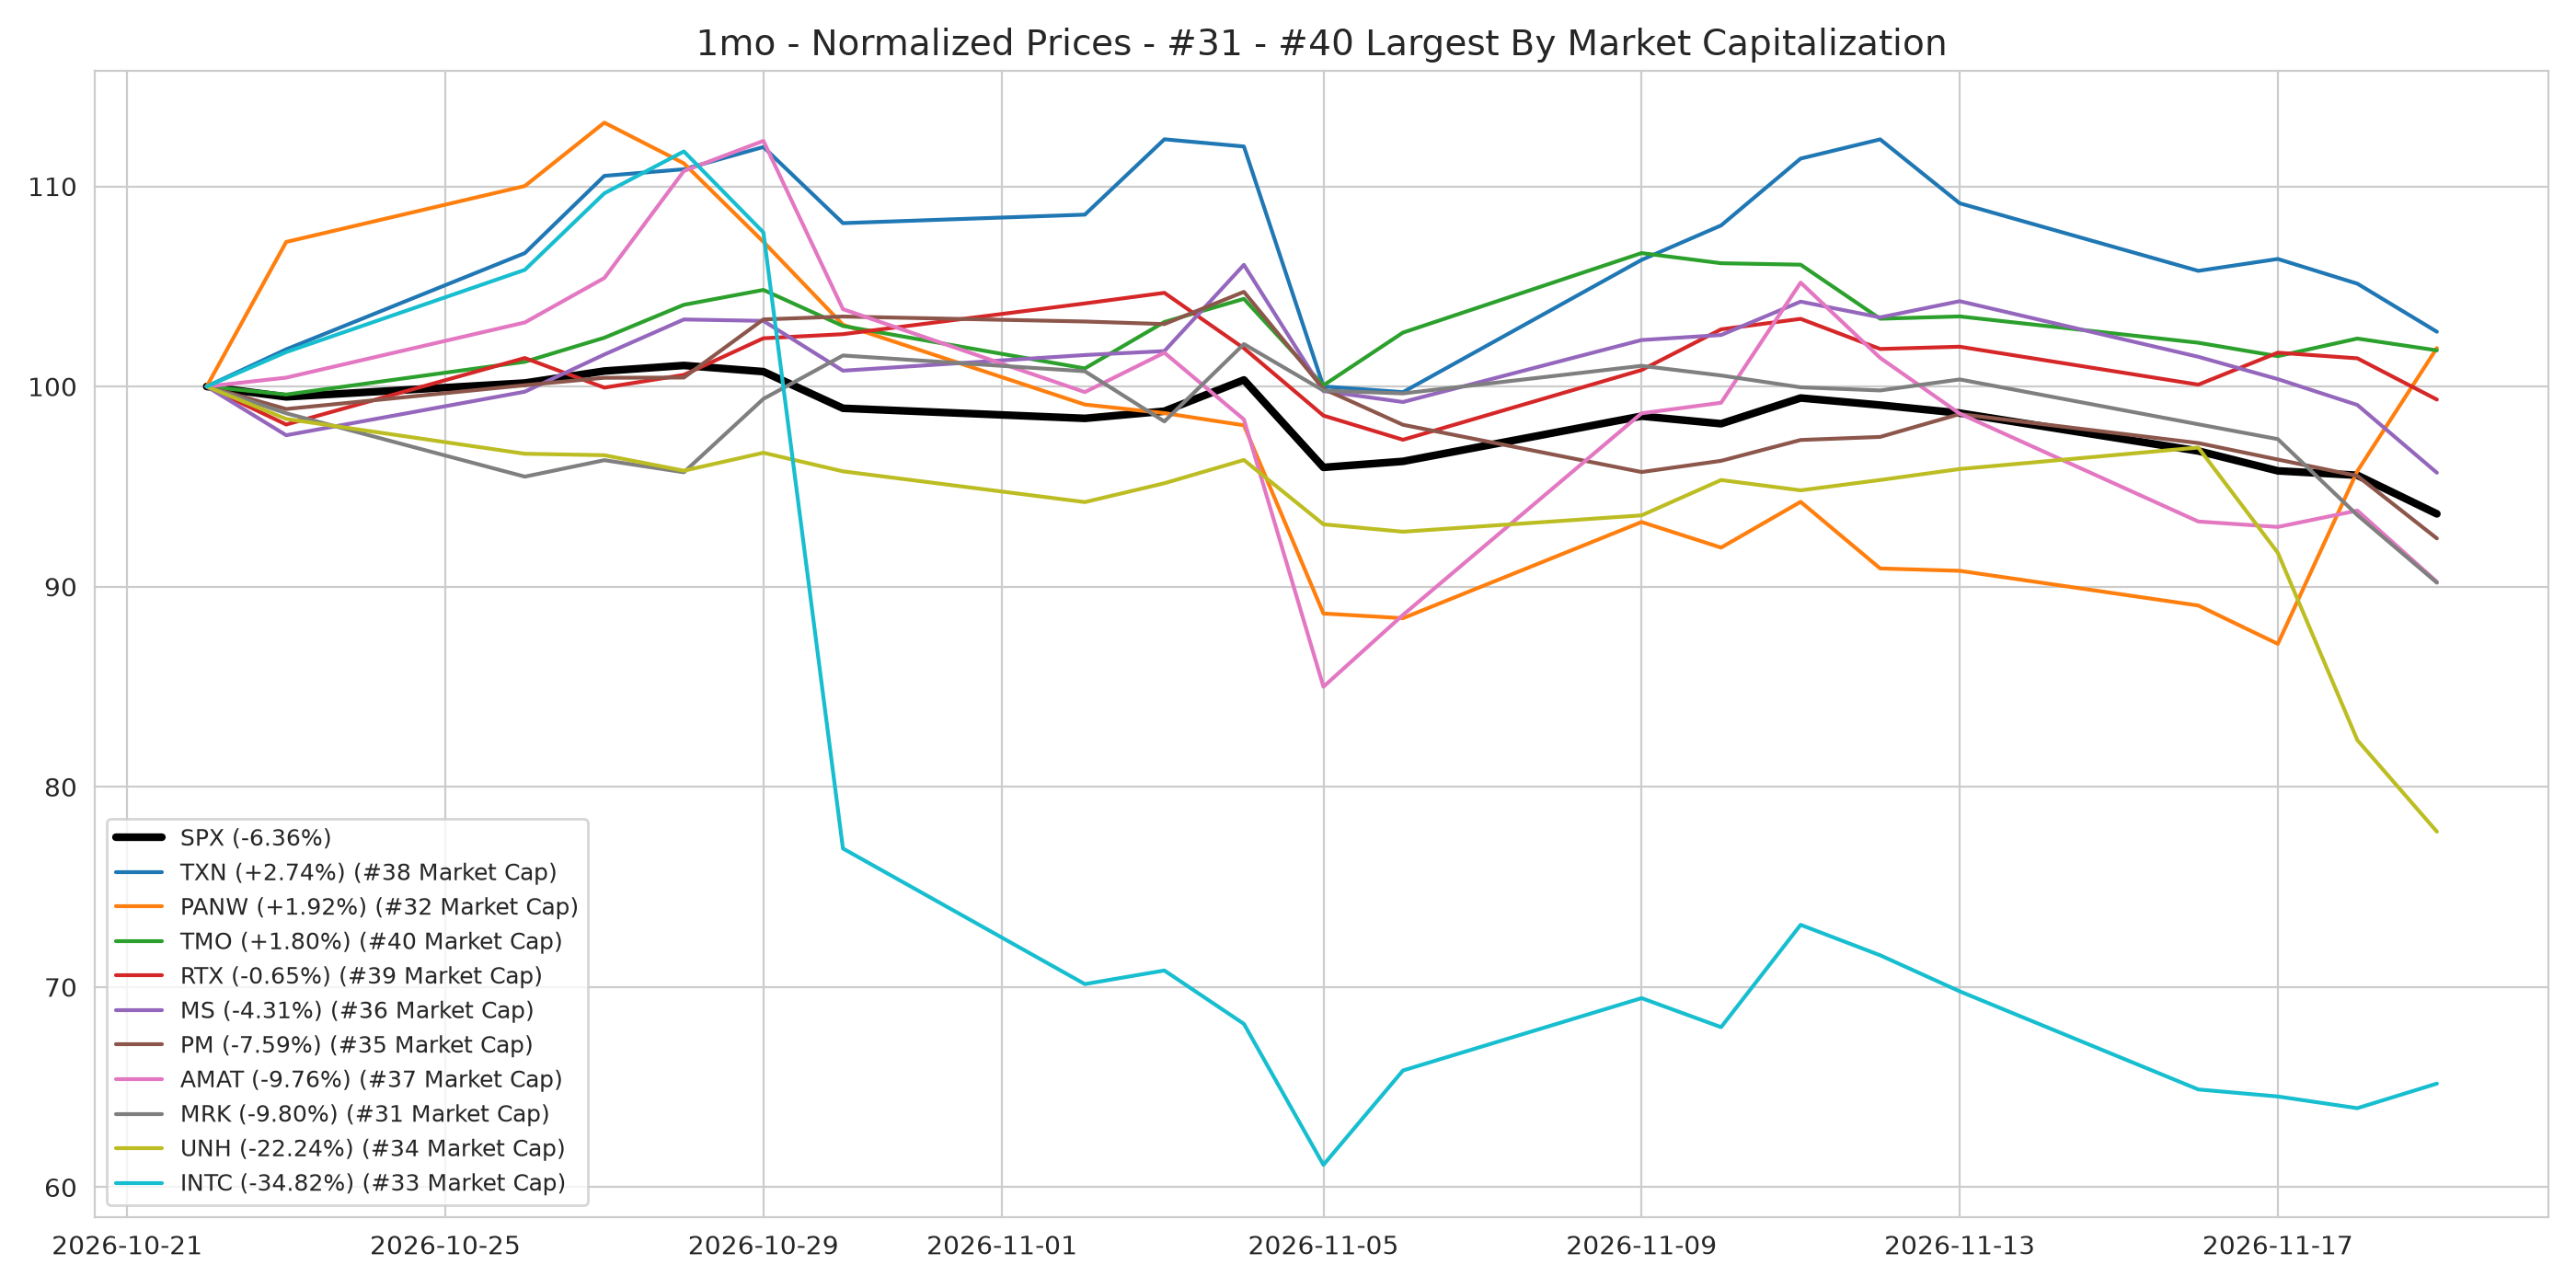 1mo - Normalized Prices - #31 - #40 Largest By Market Capitalization
110
100
90
80
70
60
SPX (-6.36%)
TXN (+2.74%) (#38 Market Cap)
PANW (+1.92%) (#32 Market Cap)
TMO (+1.80%) (#40 Market Cap)
RTX (-0.65%) (#39 Market Cap)
MS (-4.31%) (#36 Market Cap)
PM (-7.59%) (#35 Market Cap)
AMAT (-9.76%) (#37 Market Cap)
MRK (-9.80%) (#31 Market Cap)
UNH (-22.24%) (#34 Market Cap)
INTC (-34.82%) (#33 Market Cap)
2026-10-21 2026-10-25 2026-10-29 2026-11-01 2026-11-05 2026-11-09 2026-11-13 2026-11-17